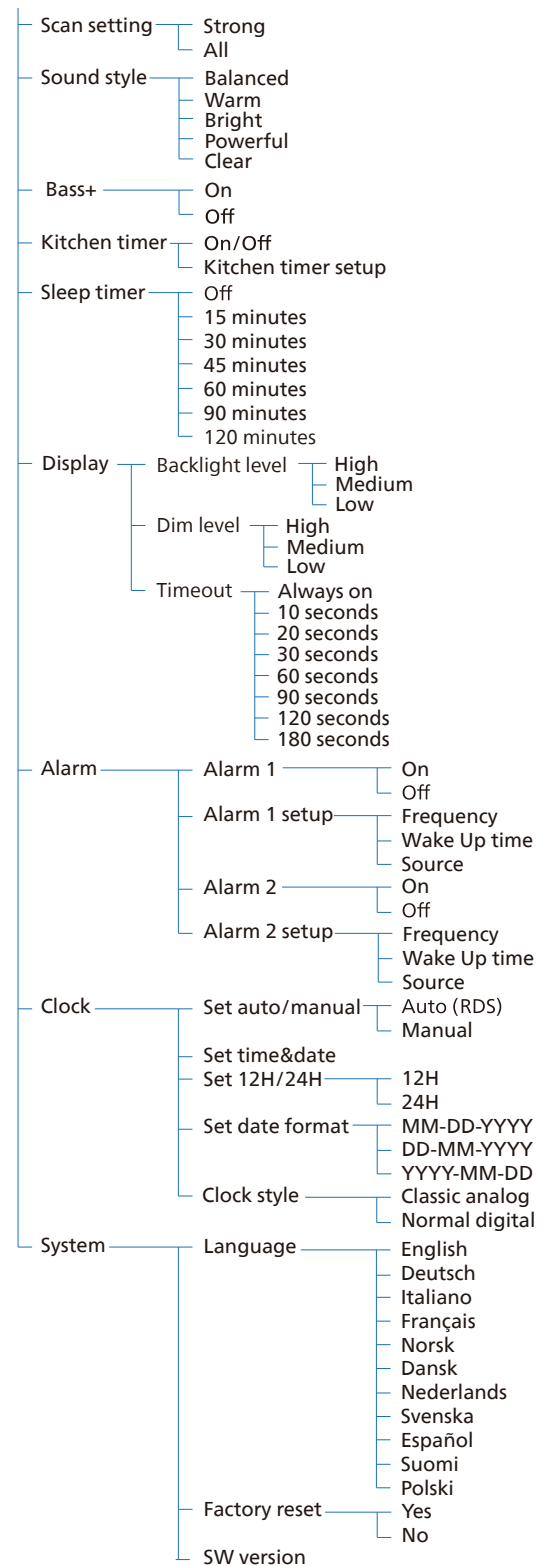 Scan setting Strong
All
Sound style Balanced
Warm
Bright
Powerful
Clear
Bass+ On
Off
Kitchen timer On/Off
Kitchen timer setup
Sleep timer Off
15 minutes
30 minutes
45 minutes
60 minutes
90 minutes
120 minutes
Display Backlight level High
Medium
Low
Dim level High
Medium
Low
Timeout Always on
10 seconds
20 seconds
30 seconds
60 seconds
90 seconds
120 seconds
180 seconds
Alarm Alarm 1 On
Off
Alarm 1 setup Frequency
Wake Up time
Source
Alarm 2 On
Off
Alarm 2 setup Frequency
Wake Up time
Source
Clock Set auto/manual Auto (RDS)
Manual
Set time&date
Set 12H/24H 12H
24H
Set date format MM-DD-YYYY
DD-MM-YYYY
YYYY-MM-DD
Clock style Classic analog
Normal digital
System Language English
Deutsch
Italiano
Français
Norsk
Dansk
Nederlands
Svenska
Español
Suomi
Polski
Factory reset Yes
No
SW version